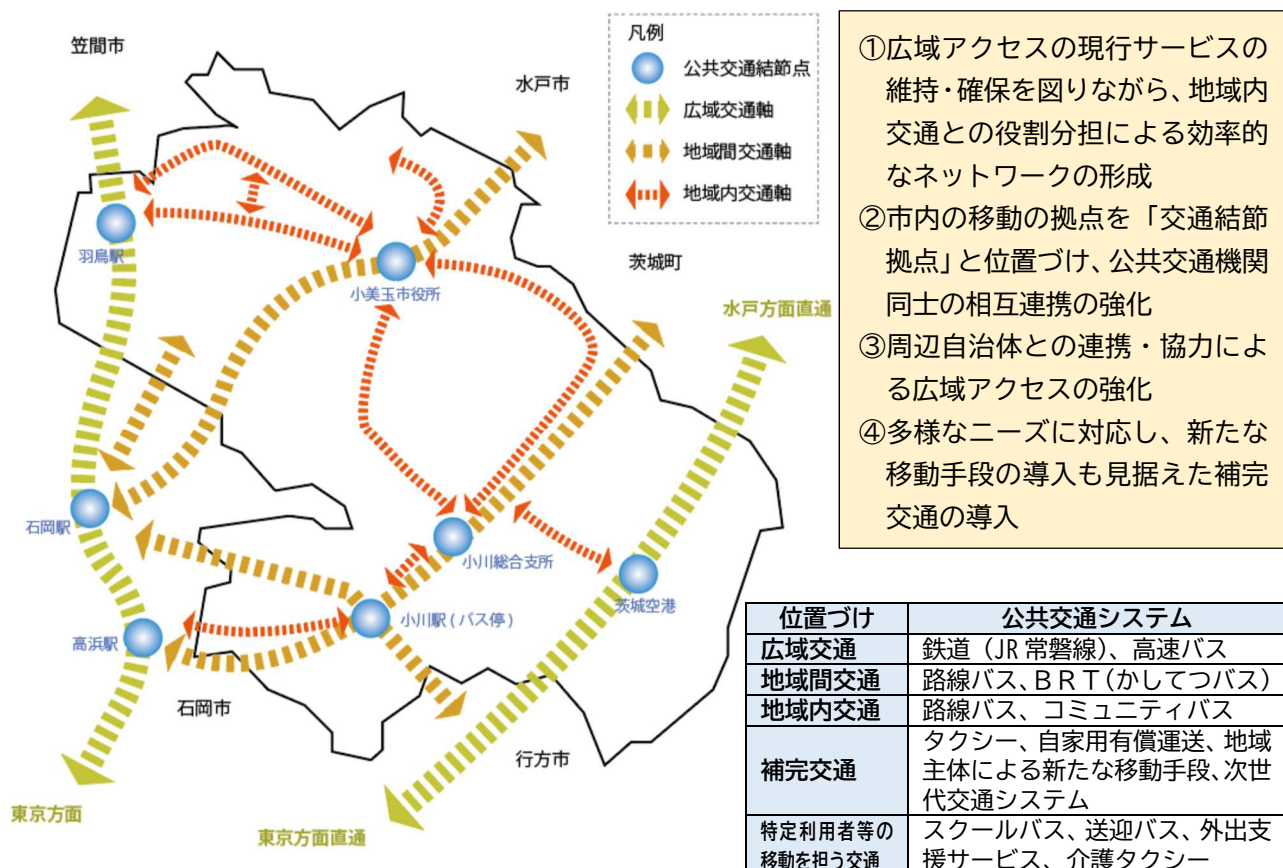 笠間市
水戸市
凡例
公共交通結節点
広域交通軸
地域間交通軸
地域内交通軸
羽鳥駅
小美玉市役所
茨城町
水戸方面直通
石岡駅
小川総合支所
茨城空港
小川駅(バス停)
高浜駅
石岡市
行方市
東京方面
東京方面直通
①広域アクセスの現行サービスの
維持・確保を図りながら、地域内
交通との役割分担による効率的
なネットワークの形成
②市内の移動の拠点を「交通結節
拠点」と位置づけ、公共交通機関
同士の相互連携の強化
③周辺自治体との連携・協力によ
る広域アクセスの強化
④多様なニーズに対応し、新たな
移動手段の導入も見据えた補完
交通の導入
位置づけ 公共交通システム
広域交通 鉄道（JR 常磐線）、高速バス
地域間交通 路線バス、ＢＲＴ(かしてつバス)
地域内交通 路線バス、コミュニティバス
補完交通 タクシー、自家用有償運送、地域
主体による新たな移動手段、次世
代交通システム
特定利用者等の スクールバス、送迎バス、外出支
移動を担う交通 援サービス、介護タクシー